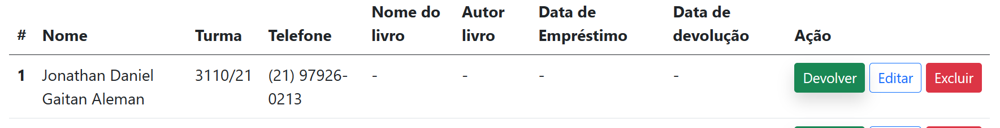 # Nome Turma Telefone Nome do livro Autor livro Data de Empréstimo Data de devolução Ação
1 Jonathan Daniel 3110/21 (21) 97926- - - - - Devolver Editar Excluir
Gaitan Aleman 0213